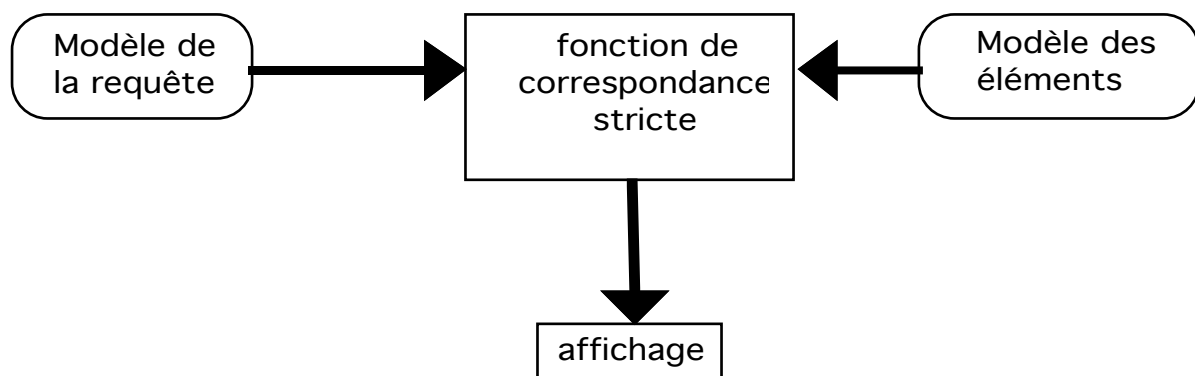 Modèle de
la requête
fonction de
correspondance
stricte
Modèle des
éléments
affichage